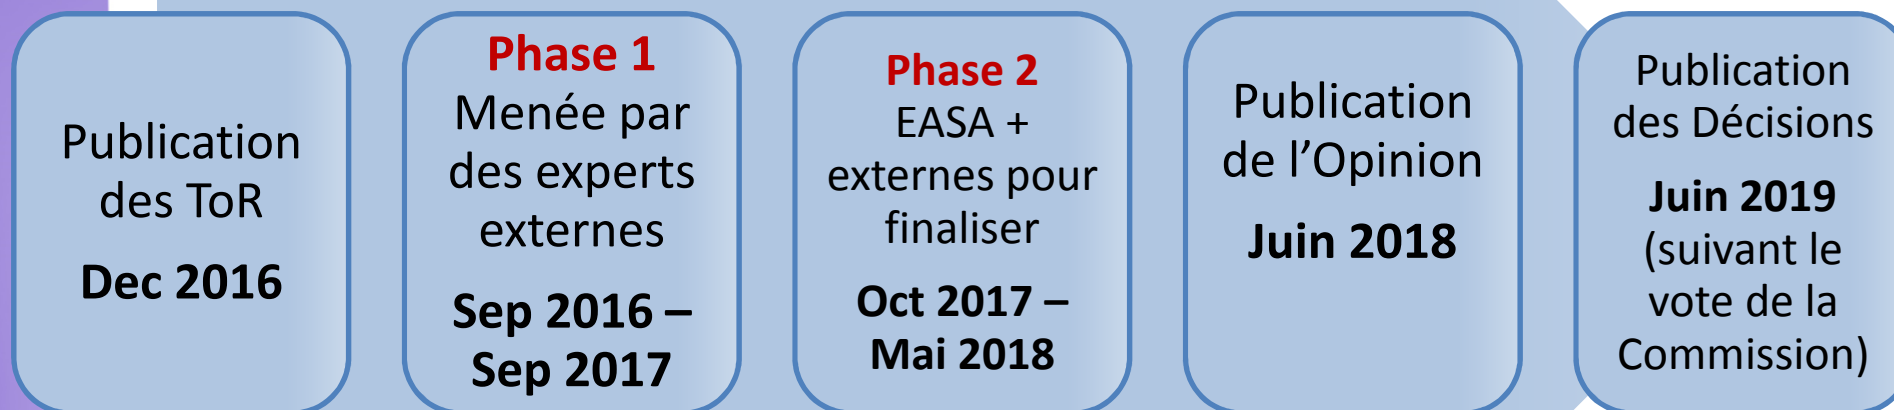 Publication
des ToR
Dec 2016
Phase 1
Menée par
des experts
externes
Sep 2016 –
Sep 2017
Phase 2
EASA +
externes pour
finaliser
Oct 2017 –
Mai 2018
Publication
de l’Opinion
Juin 2018
Publication
des Décisions
Juin 2019
(suivant le
vote de la
Commission)